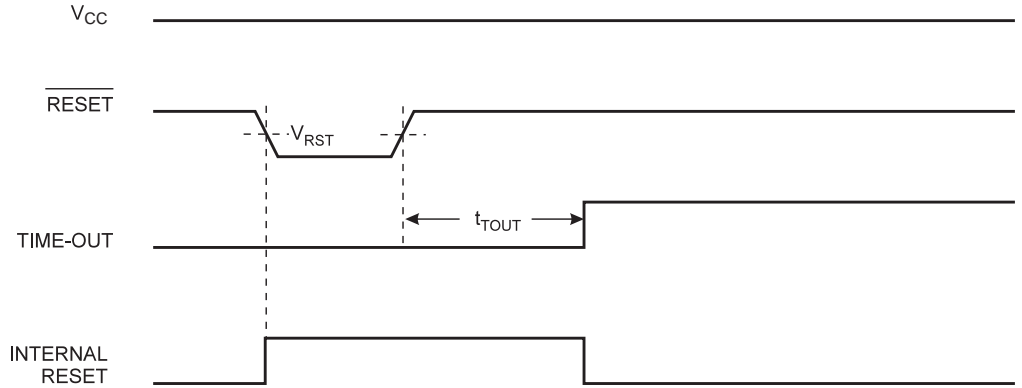 VCC
RESET
VRST
tTOUT
TIME-OUT
INTERNAL
RESET